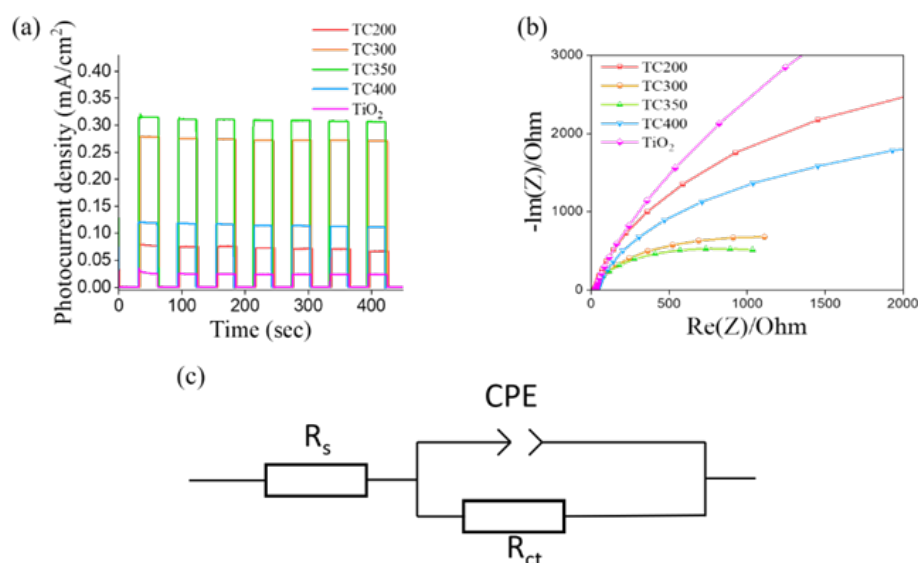 (a)
TC200
TC300
TC350
TC400
TiO₂
Photocurrent density (mA/cm²)
0.40
0.35
0.30
0.25
0.20
0.15
0.10
0.05
0.00
0 100 200 300 400
Time (sec)
(b)
TC200
TC300
TC350
TC400
TiO₂
-Im(Z)/Ohm
3000
2000
1000
0
0 500 1000 1500 2000
Re(Z)/Ohm
(c)
CPE
Rₛ
R_ct